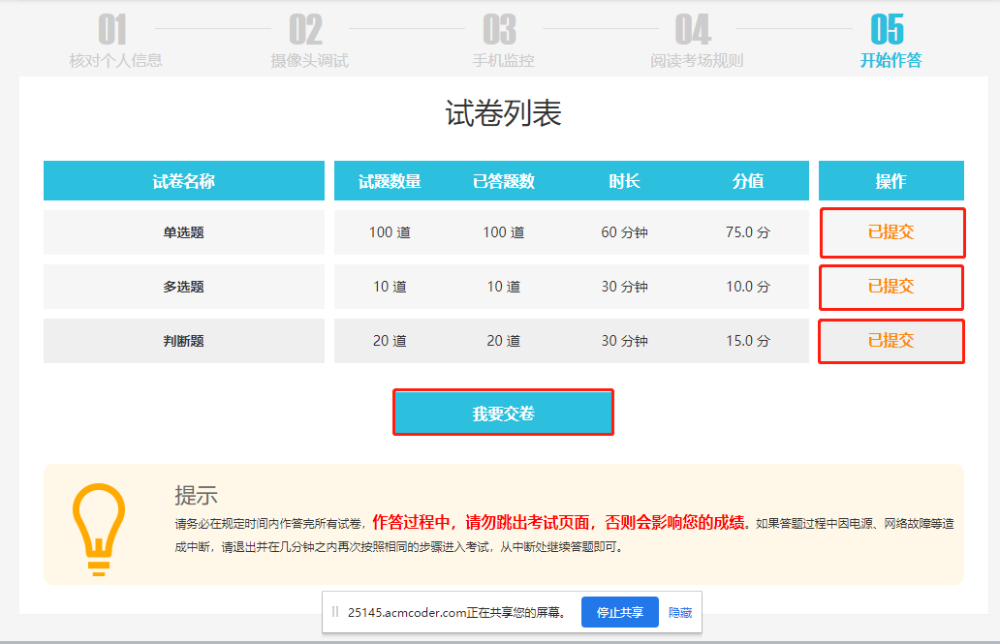 01 02 03 04 05
核对个人信息 摄像头调试 手机监控 阅读考场规则 开始作答
试卷列表
试卷名称 试题数量 已答题数 时长 分值 操作
单选题 100 道 100 道 60 分钟 75.0 分 已提交
多选题 10 道 10 道 30 分钟 10.0 分 已提交
判断题 20 道 20 道 30 分钟 15.0 分 已提交
我要交卷
提示
请务必在规定时间内作答完所有试卷，作答过程中，请勿跳出考试页面，否则会影响您的成绩。如果答题过程中因电源、网络故障等造
成中断，请退出并在几分钟之内再次按照相同的步骤进入考试，从中断处继续答题即可。
25145.acmcoder.com正在共享您的屏幕。 停止共享 隐藏